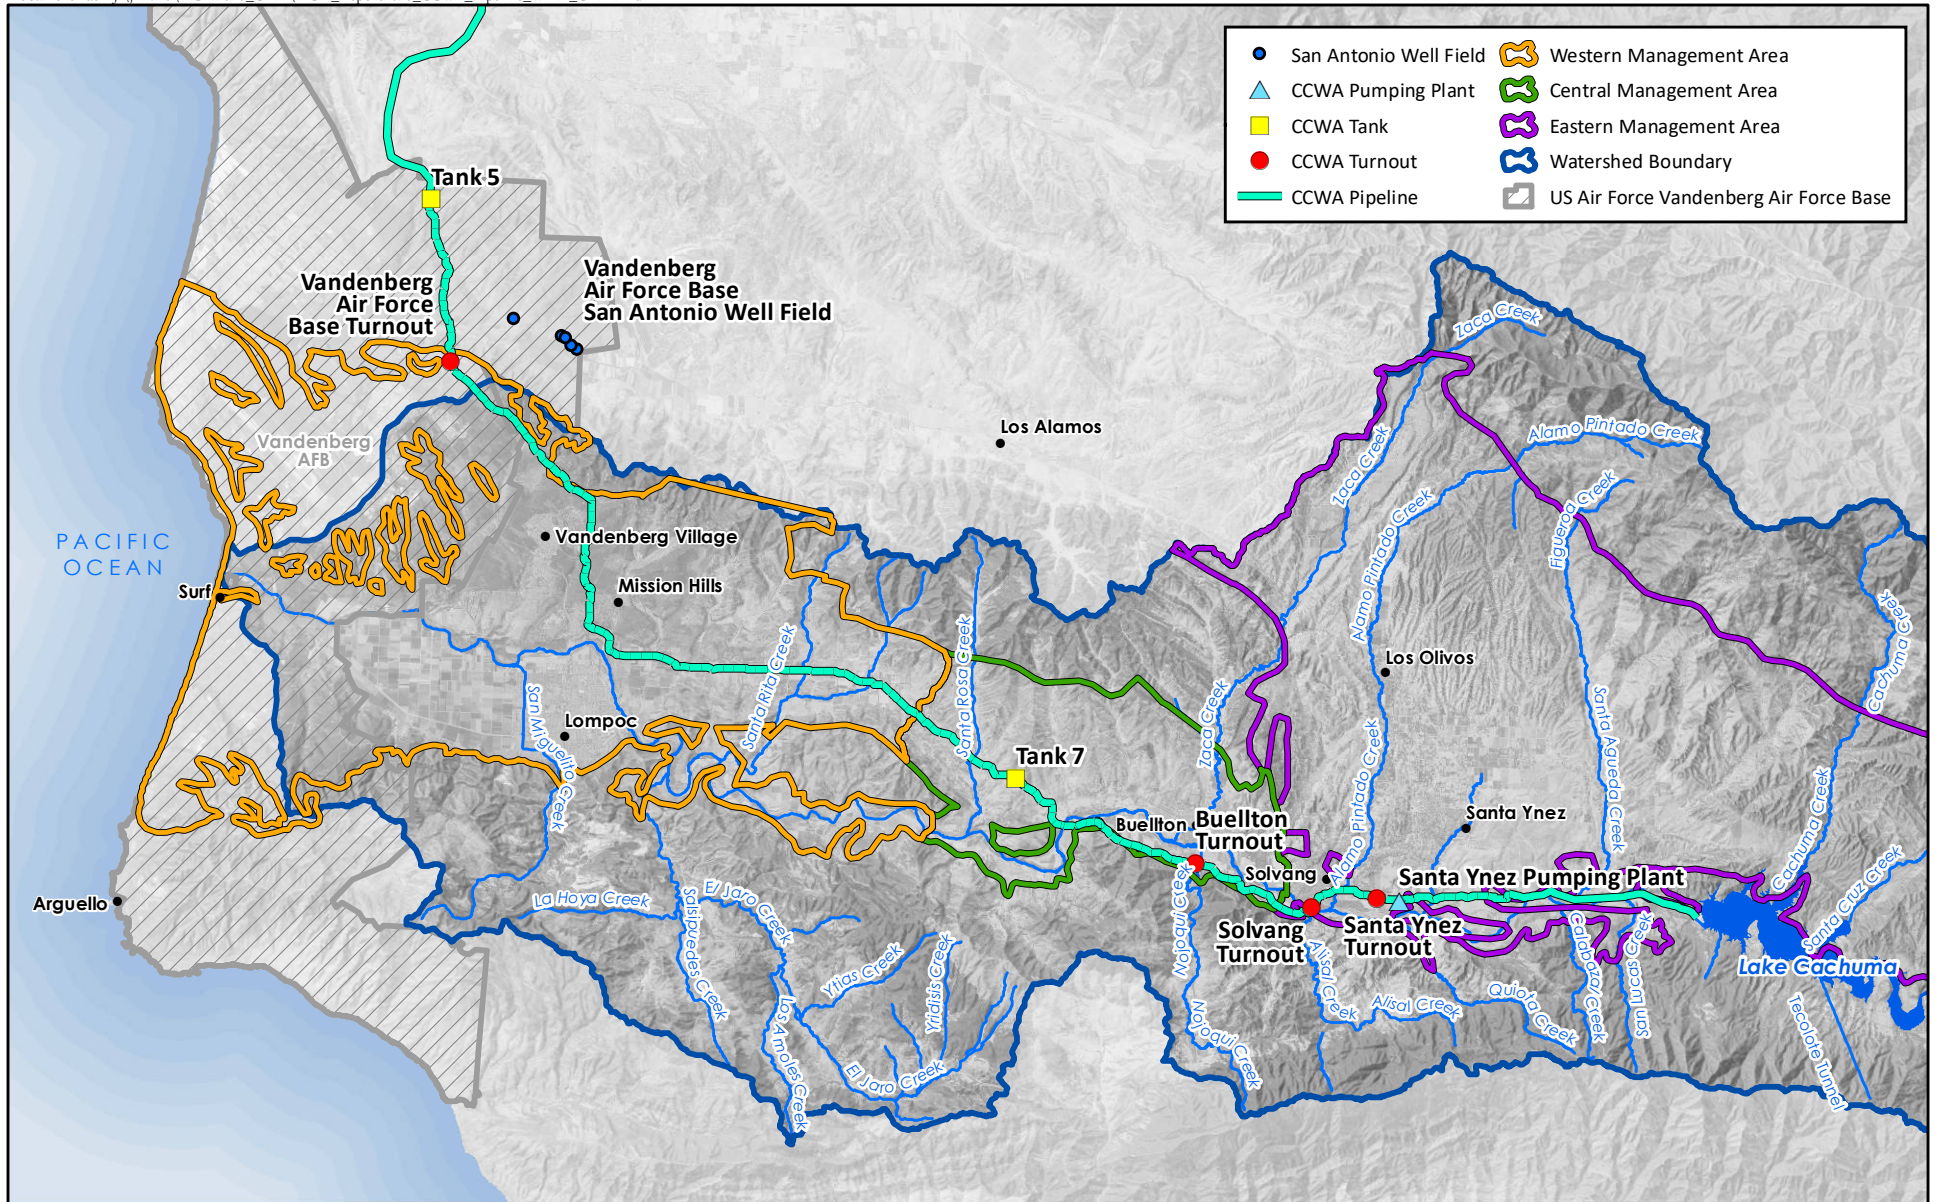 San Antonio Well Field
CCWA Pumping Plant
CCWA Tank
CCWA Turnout
CCWA Pipeline
Western Management Area
Central Management Area
Eastern Management Area
Watershed Boundary
US Air Force Vandenberg Air Force Base
Tank 5
Vandenberg
Air Force
Base Turnout
Vandenberg
Air Force Base
San Antonio Well Field
Zaca Creek
Los Alamos
Alamo Pintado Creek
Vandenberg
AFB
Zaca Creek
Alamo Pintado Creek
Figueroa Creek
PACIFIC
OCEAN
Vandenberg Village
Surf
Mission Hills
Alamo Pintado Creek
Cachuma Creek
Santa Rita Creek
Santa Rosa Creek
Los Olivos
San Miguelito Creek
Lompoc
Zaca Creek
Santa Agueda Creek
Tank 7
Alamo Pintado Creek
Cachuma Creek
Buellton
Buellton
Turnout
Santa Ynez
Solvang
Santa Ynez Pumping Plant
Santa Cruz Creek
Arguello
La Hoya Creek
El Jaro Creek
Salsipuedes Creek
Nojoqui Creek
Solvang
Turnout
Santa Ynez
Turnout
Calabazal Creek
San Lucas Creek
Lake Cachuma
Ytias Creek
Yridisis Creek
Alisal Creek
Alisal Creek
Quiota Creek
Los Amoles Creek
El Jaro Creek
Nojoqui Creek
Tecolote Tunnel